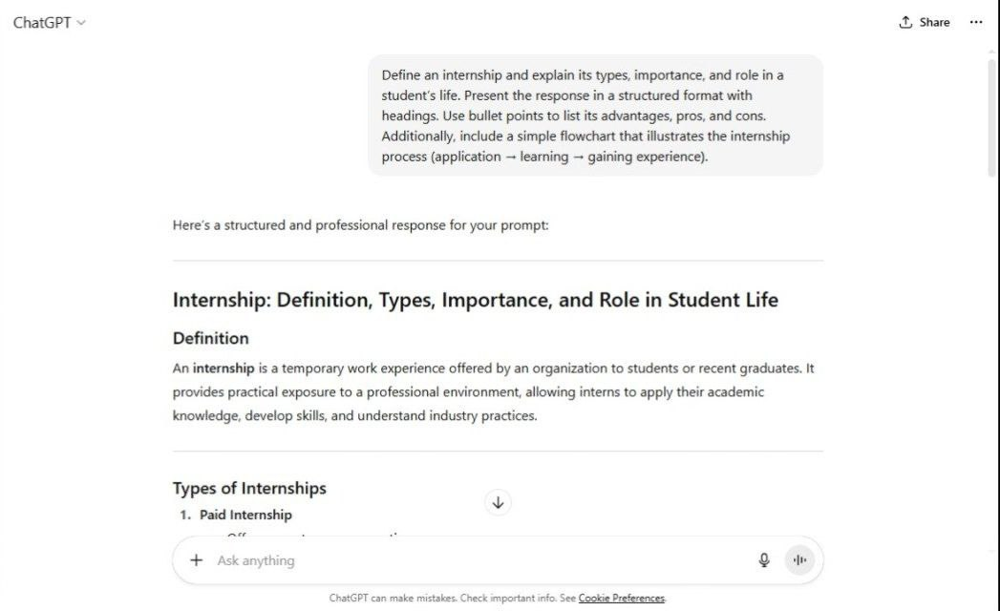 ChatGPT
Share
Define an internship and explain its types, importance, and role in a
student's life. Present the response in a structured format with
headings. Use bullet points to list its advantages, pros, and cons.
Additionally, include a simple flowchart that illustrates the internship
process (application → learning → gaining experience).
Here's a structured and professional response for your prompt:
Internship: Definition, Types, Importance, and Role in Student Life
Definition
An internship is a temporary work experience offered by an organization to students or recent graduates. It
provides practical exposure to a professional environment, allowing interns to apply their academic
knowledge, develop skills, and understand industry practices.
Types of Internships
1. Paid Internship
Ask anything
ChatGPT can make mistakes. Check important info. See Cookie Preferences.